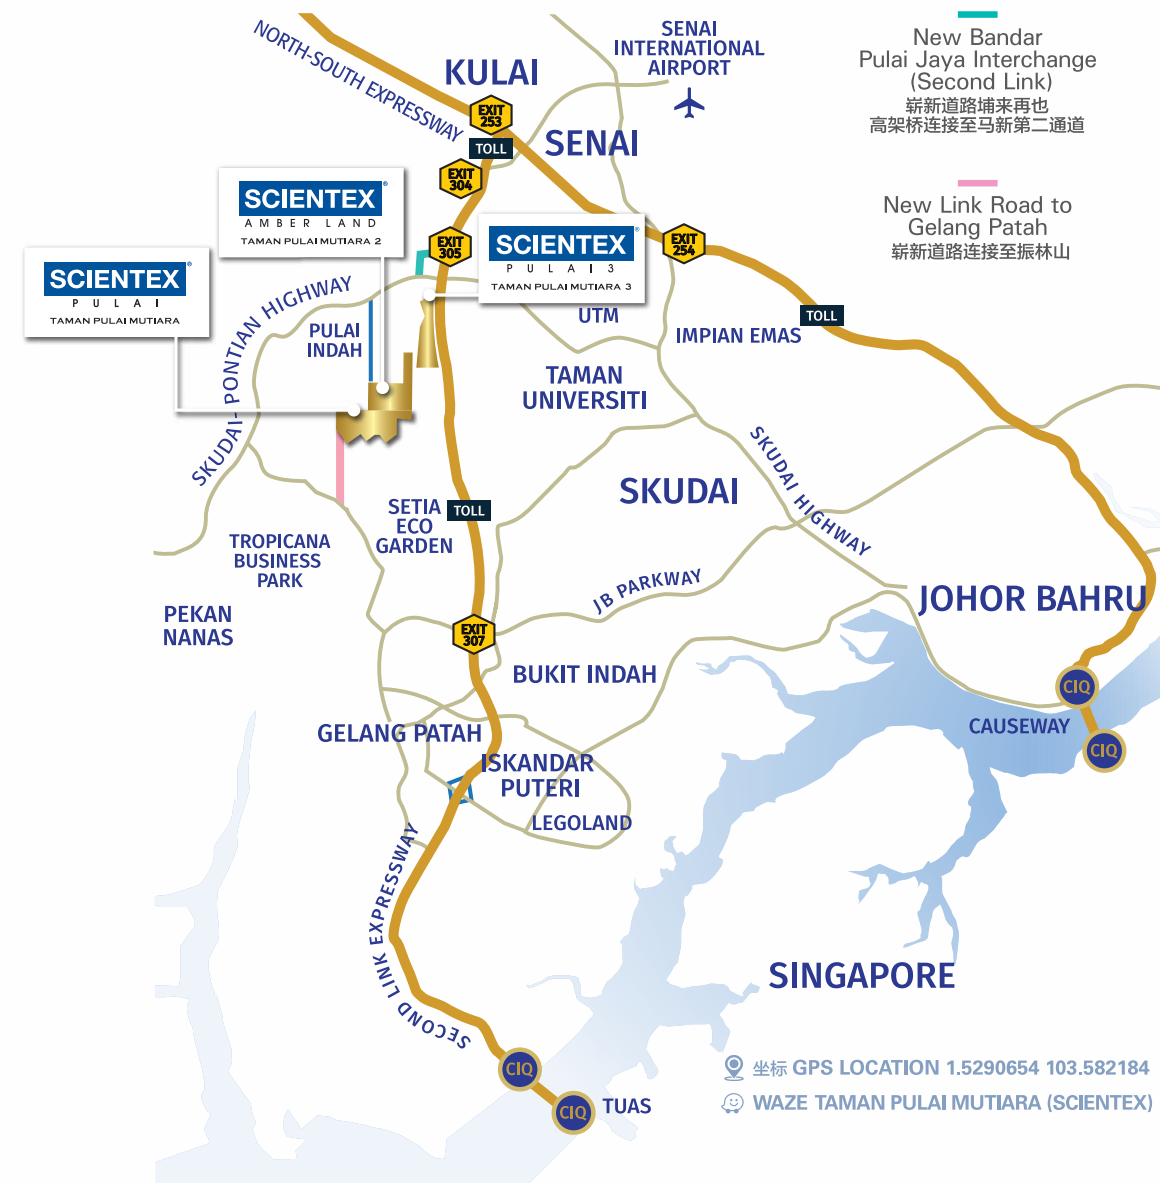 NORTH-SOUTH EXPRESSWAY
KULAI
SENAI
INTERNATIONAL
AIRPORT
New Bandar
Pulai Jaya Interchange
(Second Link)
崭新道路埔来再也
高架桥连接至马新第二通道
New Link Road to
Gelang Patah
崭新道路连接至振林山
EXIT
253
TOLL
SENAI
EXIT
304
SCIENTEX®
AMBER LAND
TAMAN PULAI MUTIARA 2
EXIT
305
SCIENTEX®
PULAI 3
TAMAN PULAI MUTIARA 3
EXIT
254
SCIENTEX®
PULAI
TAMAN PULAI MUTIARA
SKUDAI- PONTIAN HIGHWAY
PULAI
INDAH
UTM
IMPIAN EMAS
TOLL
TAMAN
UNIVERSITI
SKUDAI
SKUDAI HIGHWAY
SETIA
ECO
GARDEN
TOLL
TROPICANA
BUSINESS
PARK
PEKAN
NANAS
JB PARKWAY
JOHOR BAHRU
EXIT
307
BUKIT INDAH
CIQ
CAUSEWAY
CIQ
GELANG PATAH
ISKANDAR
PUTERI
LEGOLAND
SECOND LINK EXPRESSWAY
SINGAPORE
CIQ
CIQ
TUAS
坐标 GPS LOCATION 1.5290654 103.582184
WAZE TAMAN PULAI MUTIARA (SCIENTEX)